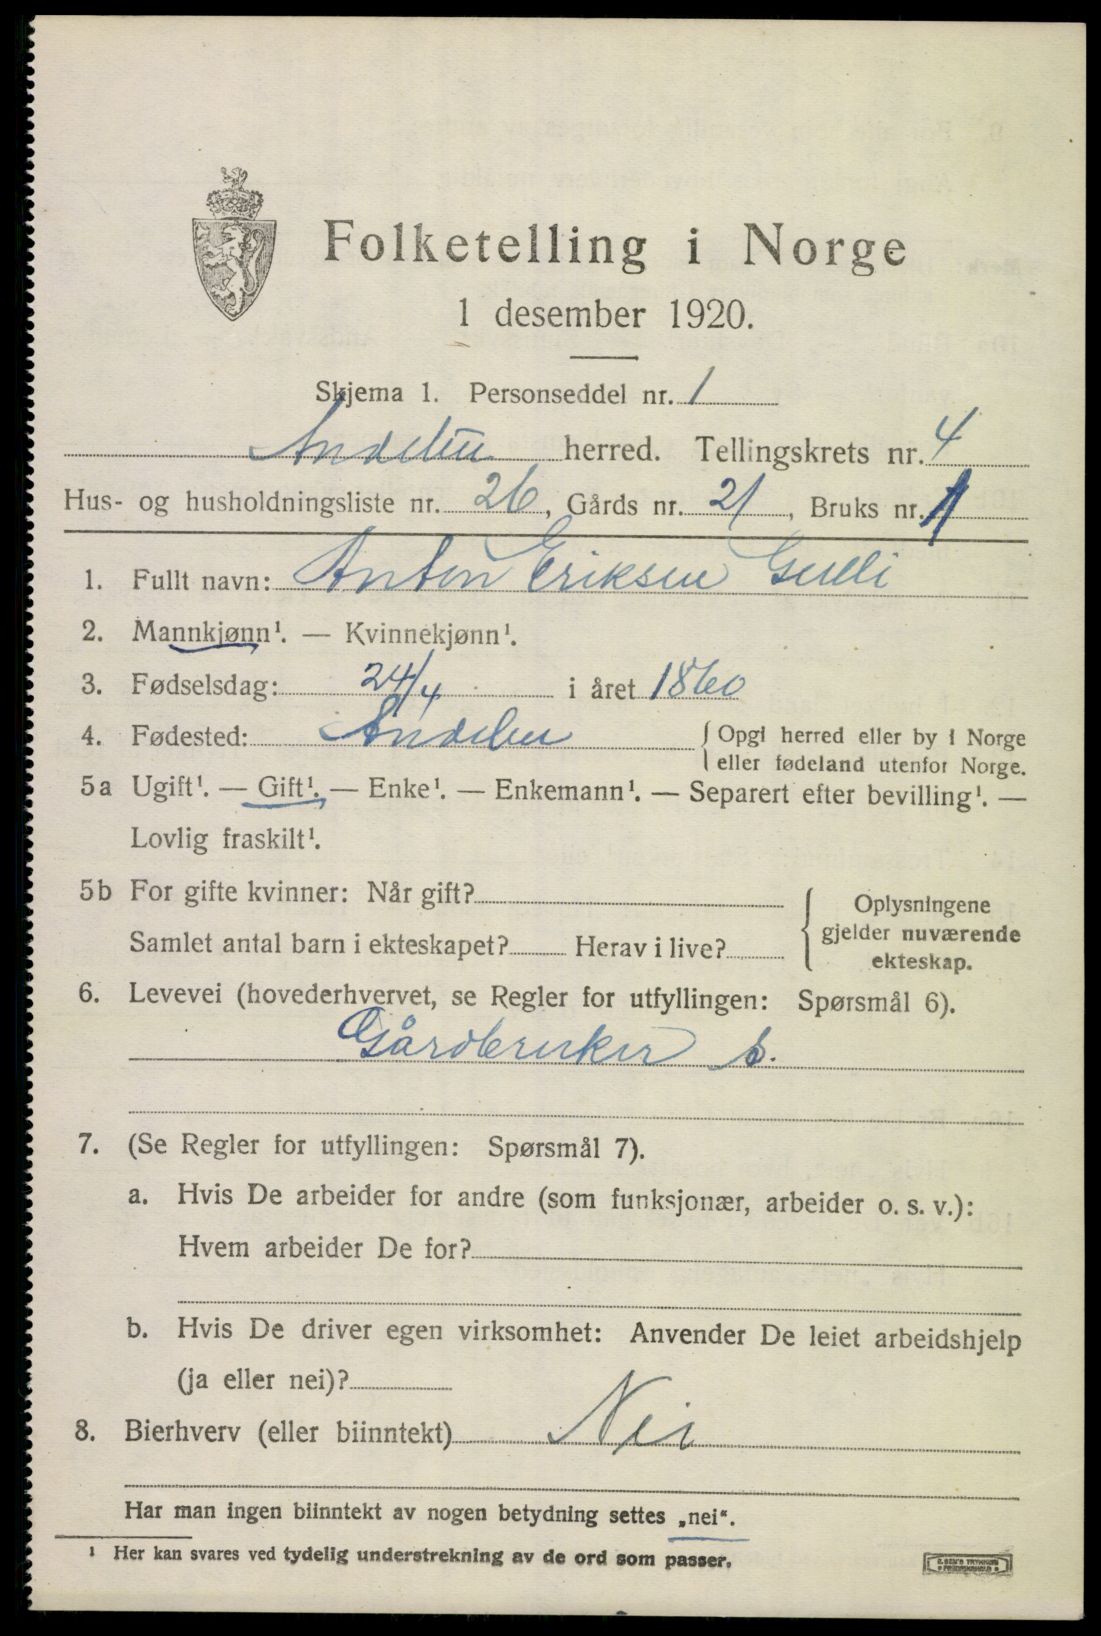 Folketelling i Norge
1 desember 1920.
Skjema 1. Personseddel nr. 1
Andebu herred. Tellingskrets nr. 4
Hus- og husholdningsliste nr. 26, Gårds nr. 21, Bruks nr. 1
1. Fullt navn: Anton Eriksen Gulli
2. Mannkjønn¹. — Kvinnekjønn¹.
3. Fødselsdag: 24/4 i året 1860
4. Fødested: Andebu { Opgi herred eller by i Norge
eller fødeland utenfor Norge.
5a Ugift¹. — Gift¹. — Enke¹. — Enkemann¹. — Separert efter bevilling¹. —
Lovlig fraskilt¹.
5b For gifte kvinner: Når gift?
Samlet antal barn i ekteskapet? Herav i live?
Oplysningene
gjelder nuværende
ekteskap.
6. Levevei (hovederhvervet, se Regler for utfyllingen: Spørsmål 6).
Gårdbruker s.
7. (Se Regler for utfyllingen: Spørsmål 7).
a. Hvis De arbeider for andre (som funksjonær, arbeider o. s. v.):
Hvem arbeider De for?
b. Hvis De driver egen virksomhet: Anvender De leiet arbeidshjelp
(ja eller nei)?
8. Bierhverv (eller biinntekt) Nei
Har man ingen biinntekt av nogen betydning settes „nei“.
¹ Her kan svares ved tydelig understrekning av de ord som passer.